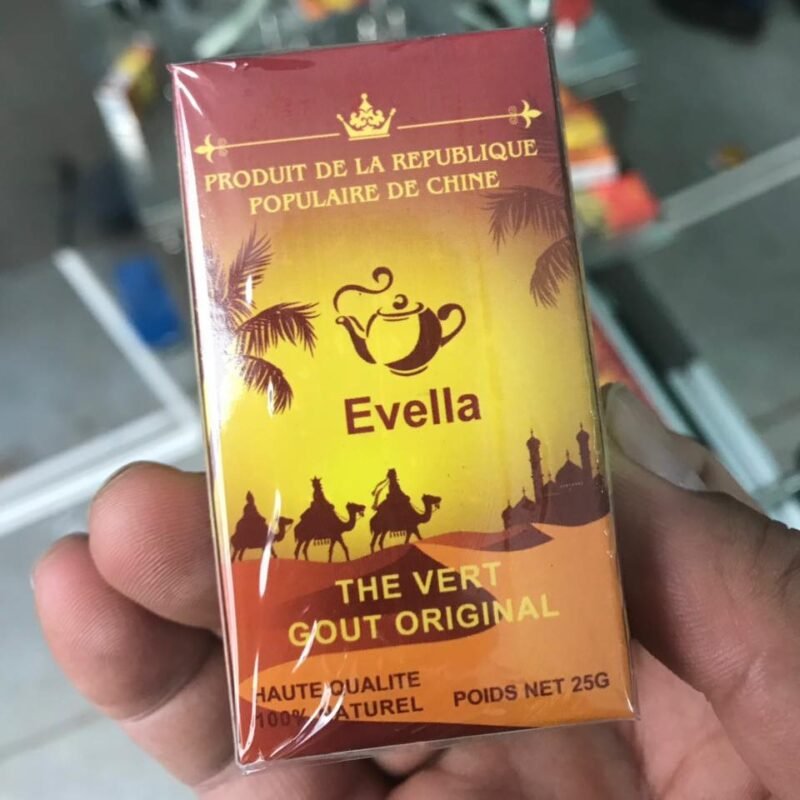 PRODUIT DE LA REPUBLIQUE
POPULAIRE DE CHINE
Evella
THE VERT
GOUT ORIGINAL
HAUTE QUALITE
100% NATUREL
POIDS NET 25G